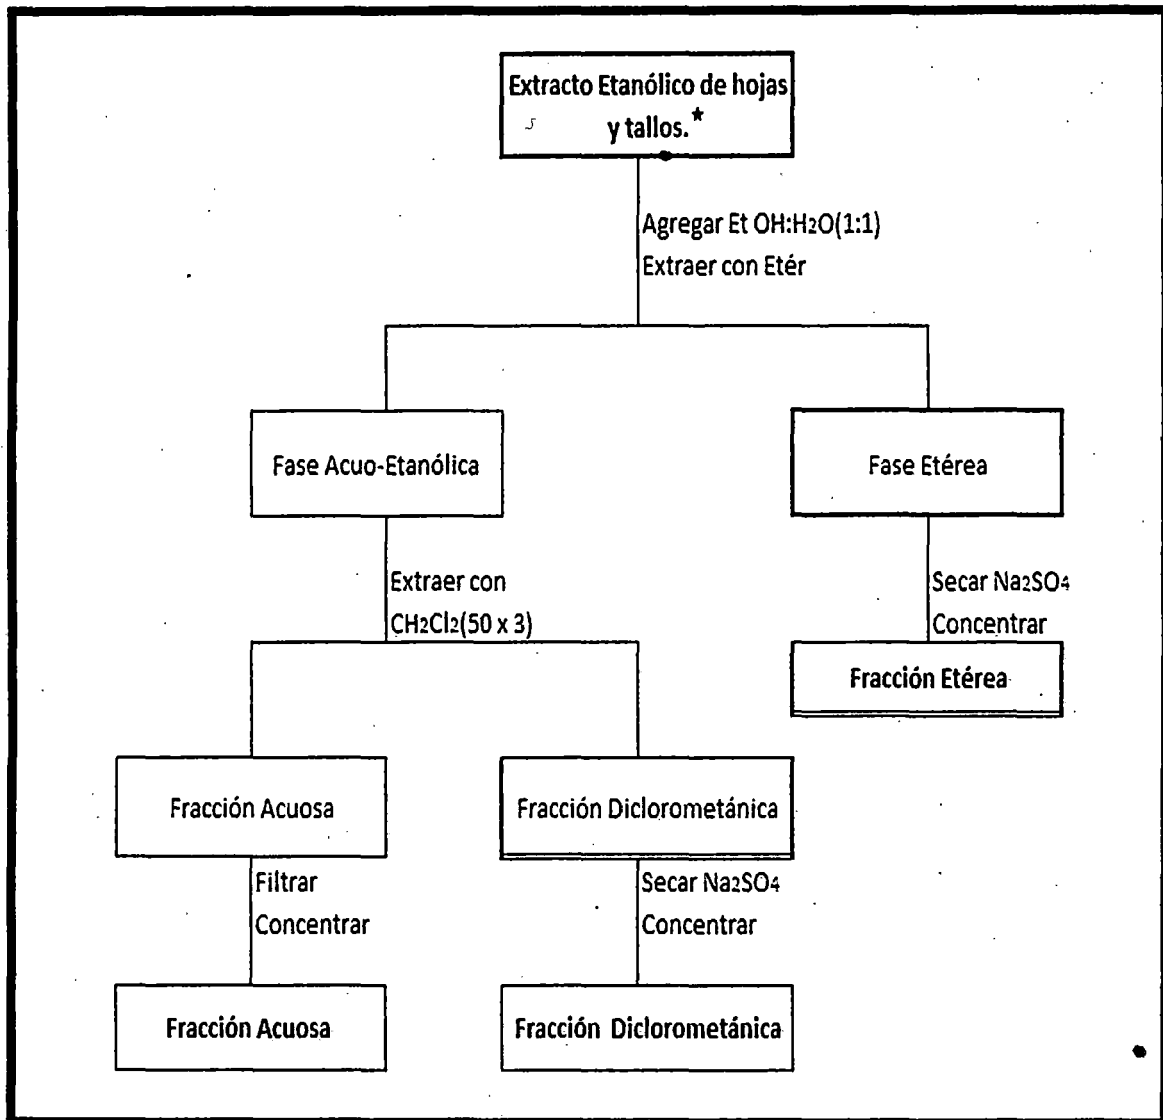 Extracto Etanólico de hojas
y tallos.*
Agregar Et OH:H2O(1:1)
Extraer con Etér
Fase Acuo-Etanólica
Fase Etérea
Extraer con
CH2Cl2(50 x 3)
Secar Na2SO4
Concentrar
Fracción Etérea
Fracción Acuosa
Fracción Diclorometánica
Filtrar
Concentrar
Secar Na2SO4
Concentrar
Fracción Acuosa
Fracción Diclorometánica